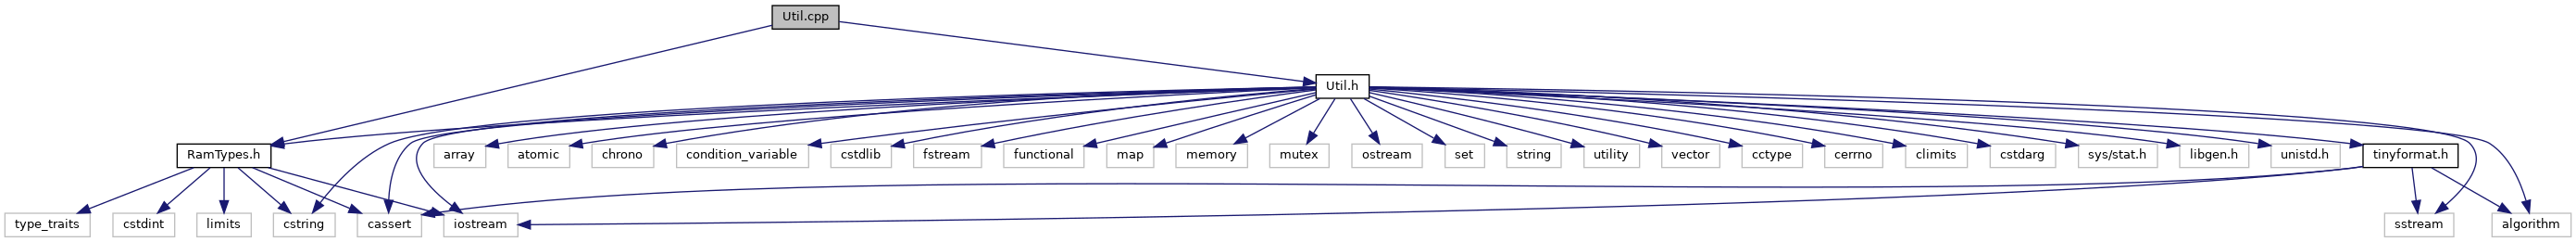 Util.cpp
Util.h
RamTypes.h
array
atomic
chrono
condition_variable
cstdlib
fstream
functional
map
memory
mutex
ostream
set
string
utility
vector
cctype
cerrno
climits
cstdarg
sys/stat.h
libgen.h
unistd.h
tinyformat.h
type_traits
cstdint
limits
cstring
cassert
iostream
sstream
algorithm